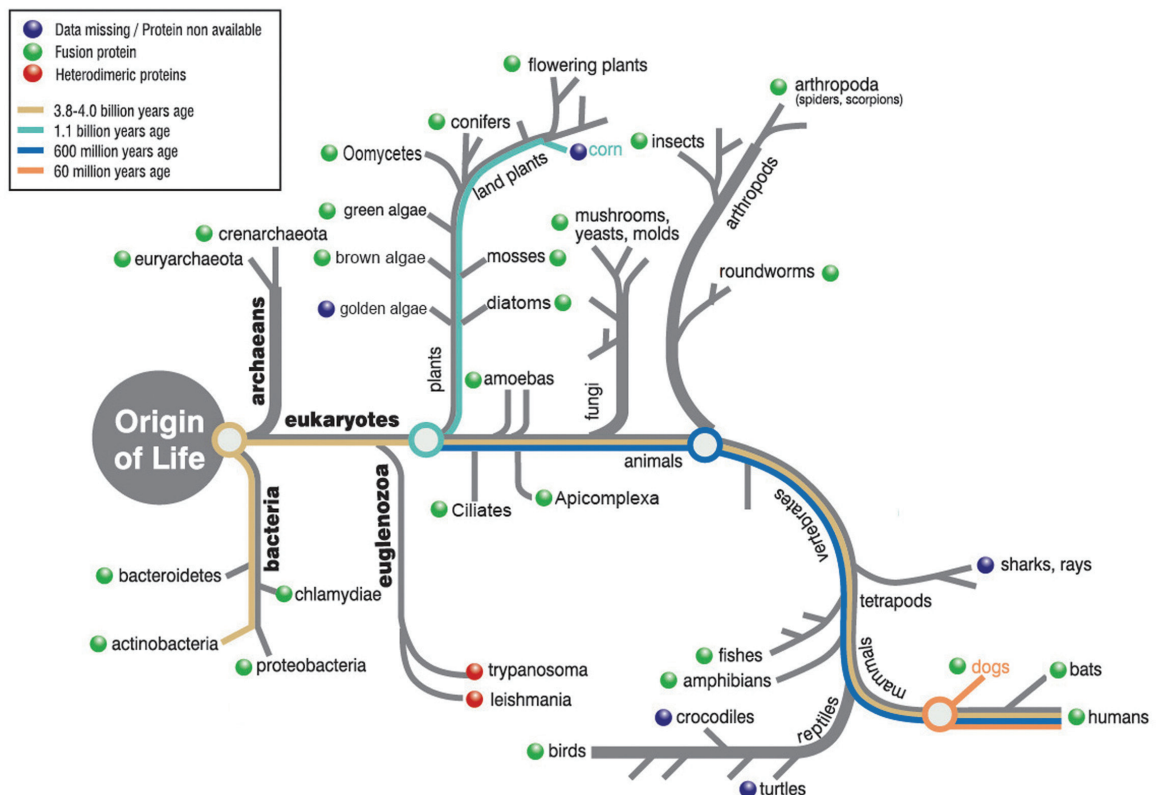 Data missing / Protein non available
Fusion protein
Heterodimeric proteins
3.8-4.0 billion years age
1.1 billion years age
600 million years age
60 million years age
flowering plants
conifers
Oomycetes
land plants
corn
green algae
brown algae
mosses
golden algae
diatoms
plants
crenarchaeota
euryarchaeota
archaeans
arthropoda
(spiders, scorpions)
insects
arthropods
mushrooms,
yeasts, molds
roundworms
fungi
amoebas
Origin
of Life
eukaryotes
animals
Ciliates
Apicomplexa
bacteria
euglenozoa
bacteroidetes
chlamydiae
actinobacteria
proteobacteria
trypanosoma
leishmania
vertebrates
sharks, rays
tetrapods
fishes
amphibians
mammals
dogs
bats
humans
crocodiles
reptiles
birds
turtles